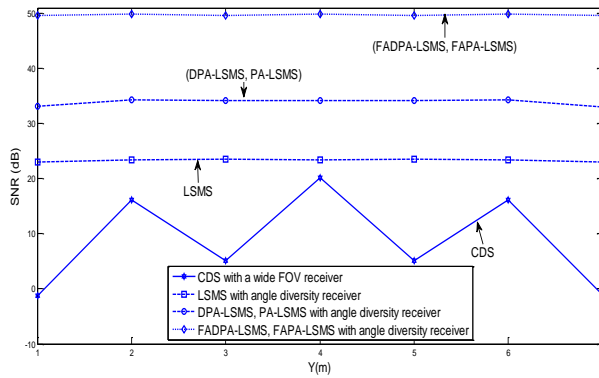 50
40
30
20
10
0
-10
SNR (dB)
(FADPA-LSMS, FAPA-LSMS)
(DPA-LSMS, PA-LSMS)
LSMS
CDS
CDS with a wide FOV receiver
LSMS with angle diversity receiver
DPA-LSMS, PA-LSMS with angle diversity receiver
FADPA-LSMS, FAPA-LSMS with angle diversity receiver
1 2 3 4 5 6
Y(m)